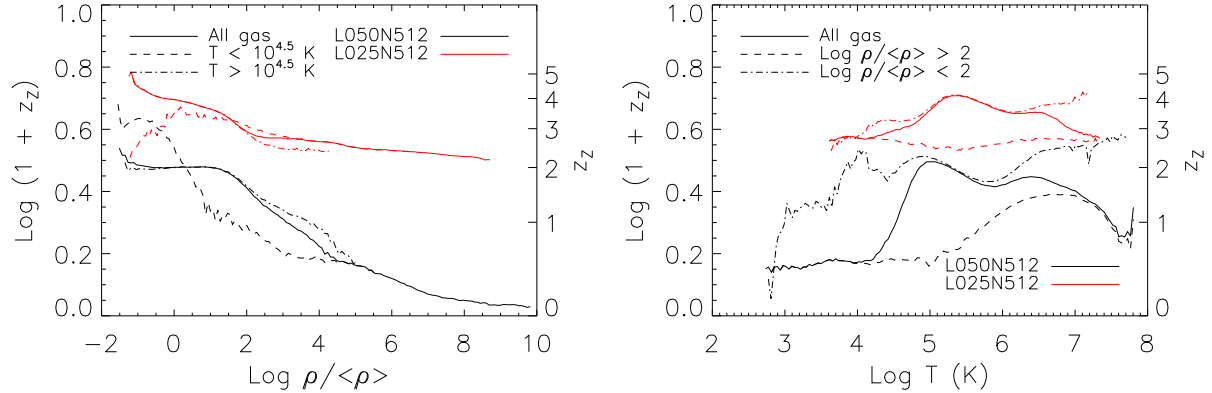 All gas L050N512
T < 10^4.5 K L025N512
T > 10^4.5 K
1.0
0.8
0.6
0.4
0.2
0.0
Log (1 + z_Z)
5
4
3
2
1
0
z_Z
−2 0 2 4 6 8 10
Log ρ/<ρ>
All gas
Log ρ/<ρ> > 2
Log ρ/<ρ> < 2
1.0
0.8
0.6
0.4
0.2
0.0
Log (1 + z_Z)
5
4
3
2
1
0
z_Z
L050N512
L025N512
2 3 4 5 6 7 8
Log T (K)